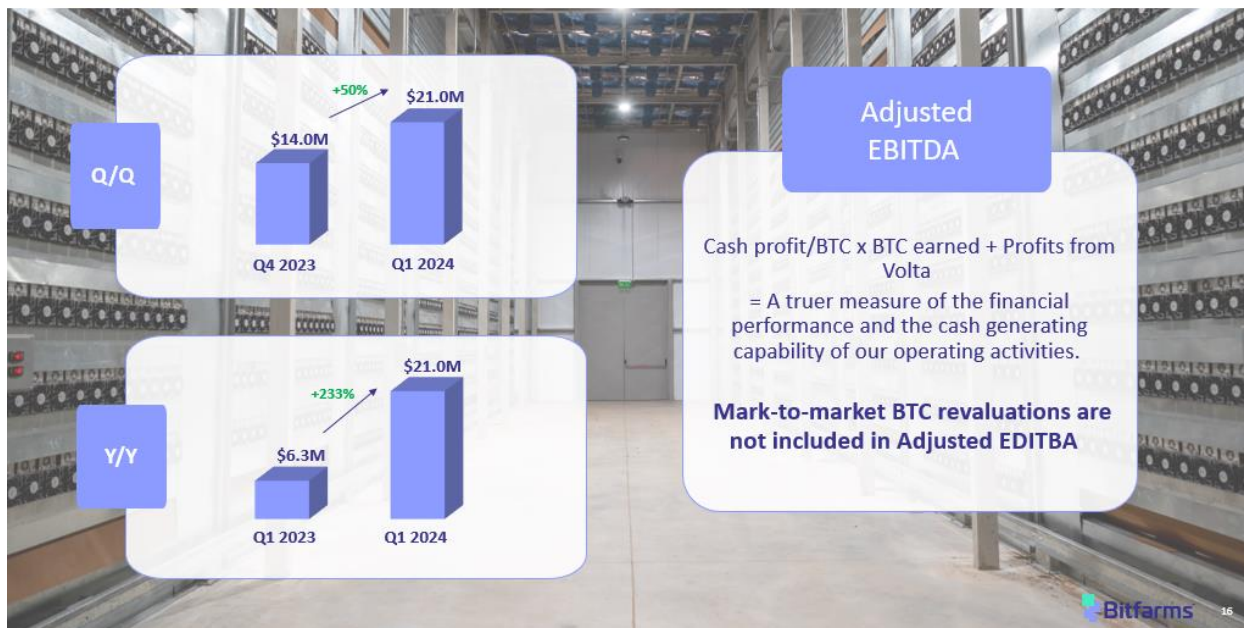 Q/Q
+50%
$14.0M
$21.0M
Q4 2023
Q1 2024
Y/Y
+233%
$6.3M
$21.0M
Q1 2023
Q1 2024
Adjusted
EBITDA
Cash profit/BTC x BTC earned + Profits from
Volta
= A truer measure of the financial
performance and the cash generating
capability of our operating activities.
Mark-to-market BTC revaluations are
not included in Adjusted EDITBA
Bitfarms
16